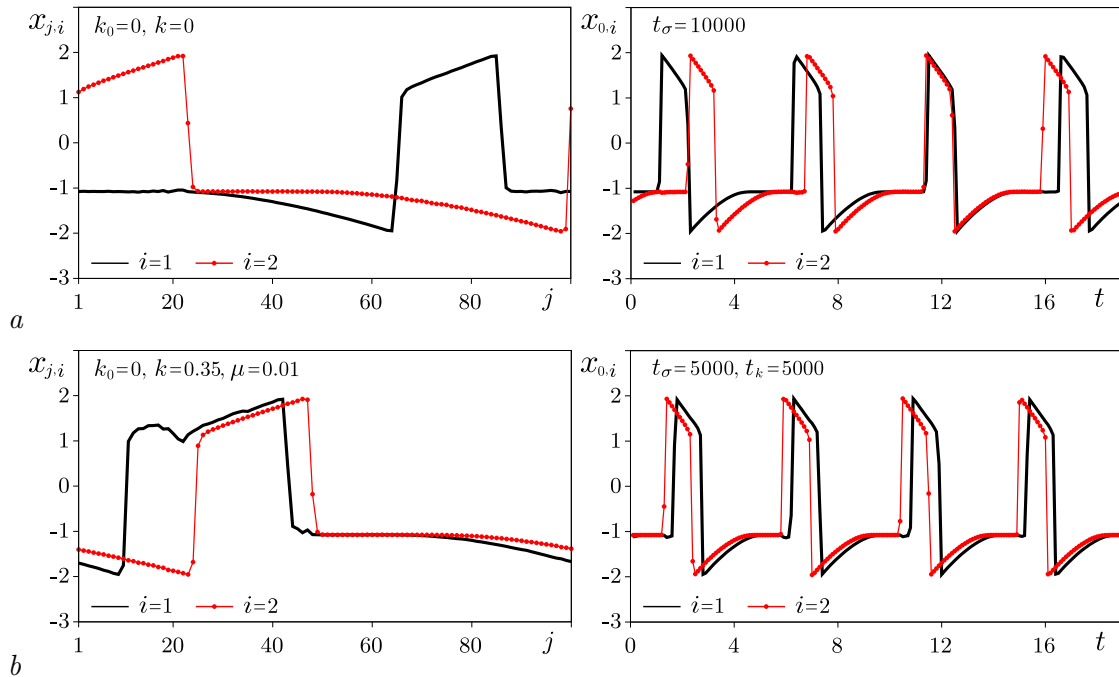 x_{j,i}
k_0=0, k=0
2
1
0
-1
-2
-3
i=1 i=2
1 20 40 60 80 j
a
x_{0,i}
t_σ=10000
2
1
0
-1
-2
-3
i=1 i=2
0 4 8 12 16 t
x_{j,i}
k_0=0, k=0.35, μ=0.01
2
1
0
-1
-2
-3
i=1 i=2
1 20 40 60 80 j
b
x_{0,i}
t_σ=5000, t_k=5000
2
1
0
-1
-2
-3
i=1 i=2
0 4 8 12 16 t